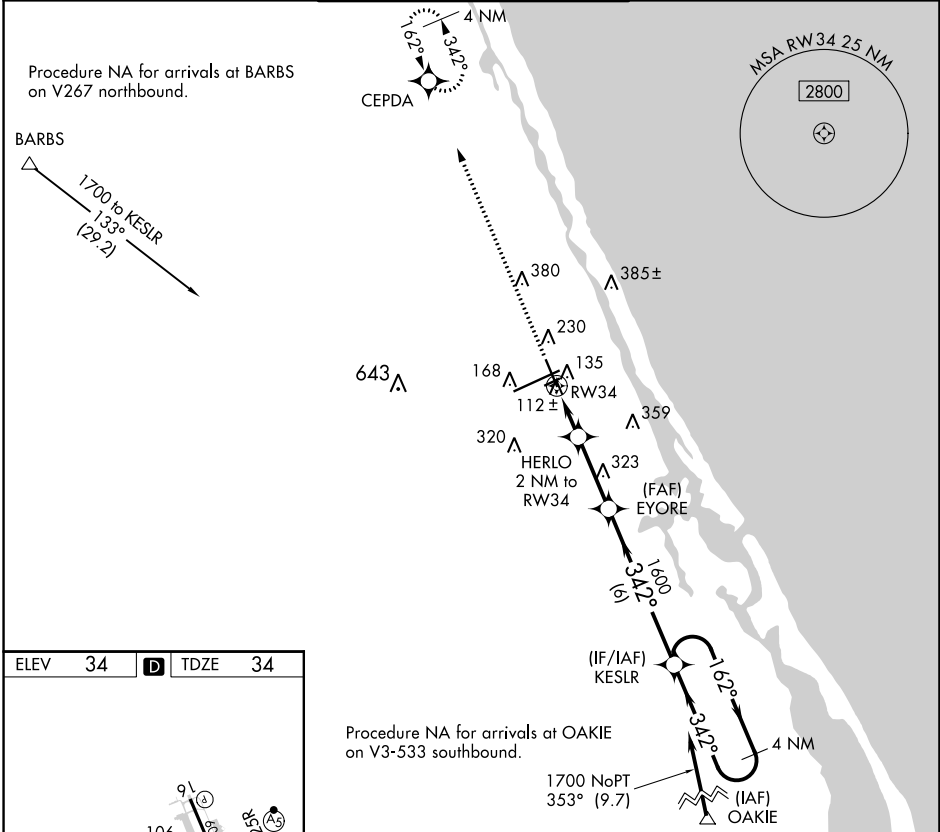 4 NM
162°
342°
CEPDA
Procedure NA for arrivals at BARBS
on V267 northbound.
BARBS
1700 to KESLR
133°
(29.2)
MSA RW34 25 NM
2800
380
385±
230
135
168
643
112±
RW34
359
320
HERLO
2 NM to
RW34
323
(FAF)
EYORE
1600
342°
(6)
(IF/IAF)
KESLR
162°
342°
4 NM
Procedure NA for arrivals at OAKIE
on V3-533 southbound.
1700 NoPT
353° (9.7)
(IAF)
OAKIE
ELEV 34 D TDZE 34
16
P
25R
A5
106